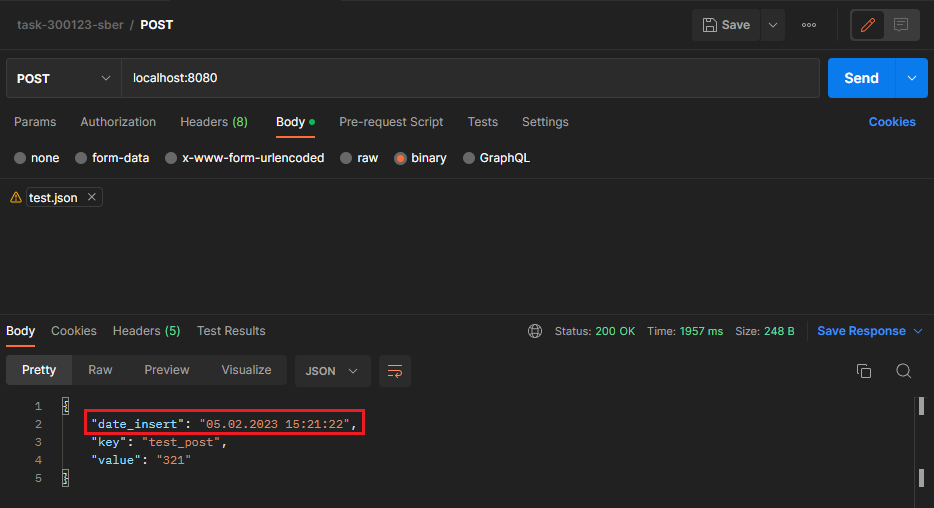 task-300123-sber / POST
Save
POST localhost:8080 Send
Params Authorization Headers (8) Body Pre-request Script Tests Settings Cookies
none form-data x-www-form-urlencoded raw binary GraphQL
test.json
Body Cookies Headers (5) Test Results Status: 200 OK Time: 1957 ms Size: 248 B Save Response
Pretty Raw Preview Visualize JSON
1 {
2 "date_insert": "05.02.2023 15:21:22",
3 "key": "test_post",
4 "value": "321"
5 }